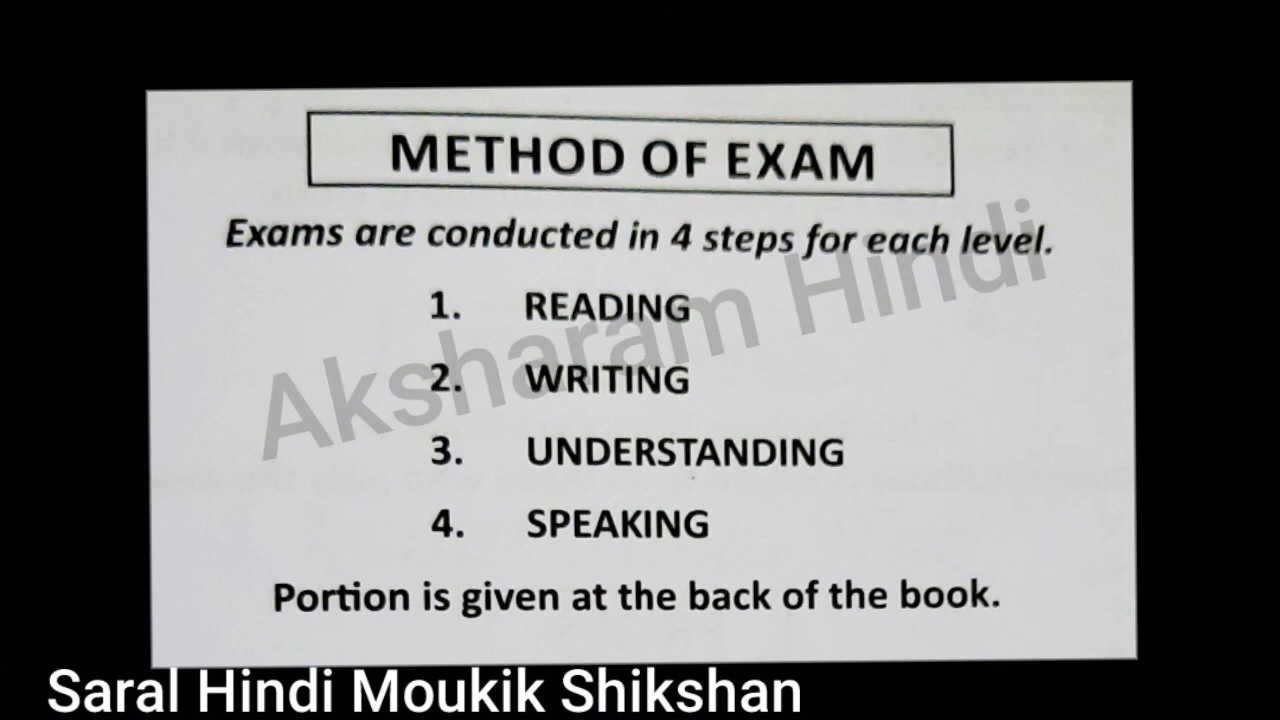 METHOD OF EXAM
Exams are conducted in 4 steps for each level.
1. READING
2. WRITING
3. UNDERSTANDING
4. SPEAKING
Portion is given at the back of the book.
Aksharam Hindi
Saral Hindi Moukik Shikshan